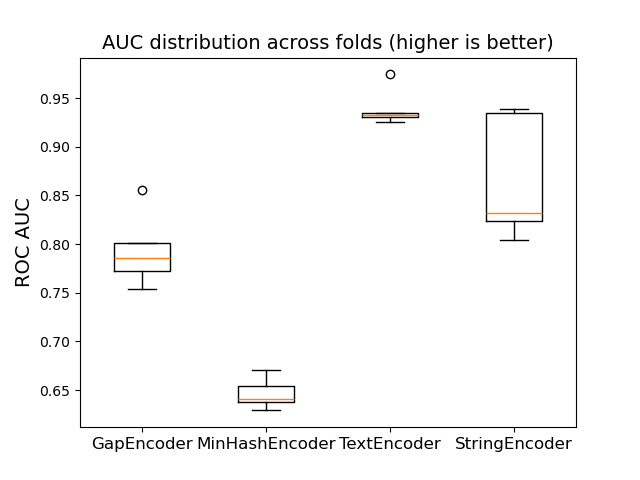 AUC distribution across folds (higher is better)
ROC AUC
0.95
0.90
0.85
0.80
0.75
0.70
0.65
GapEncoder MinHashEncoder TextEncoder StringEncoder